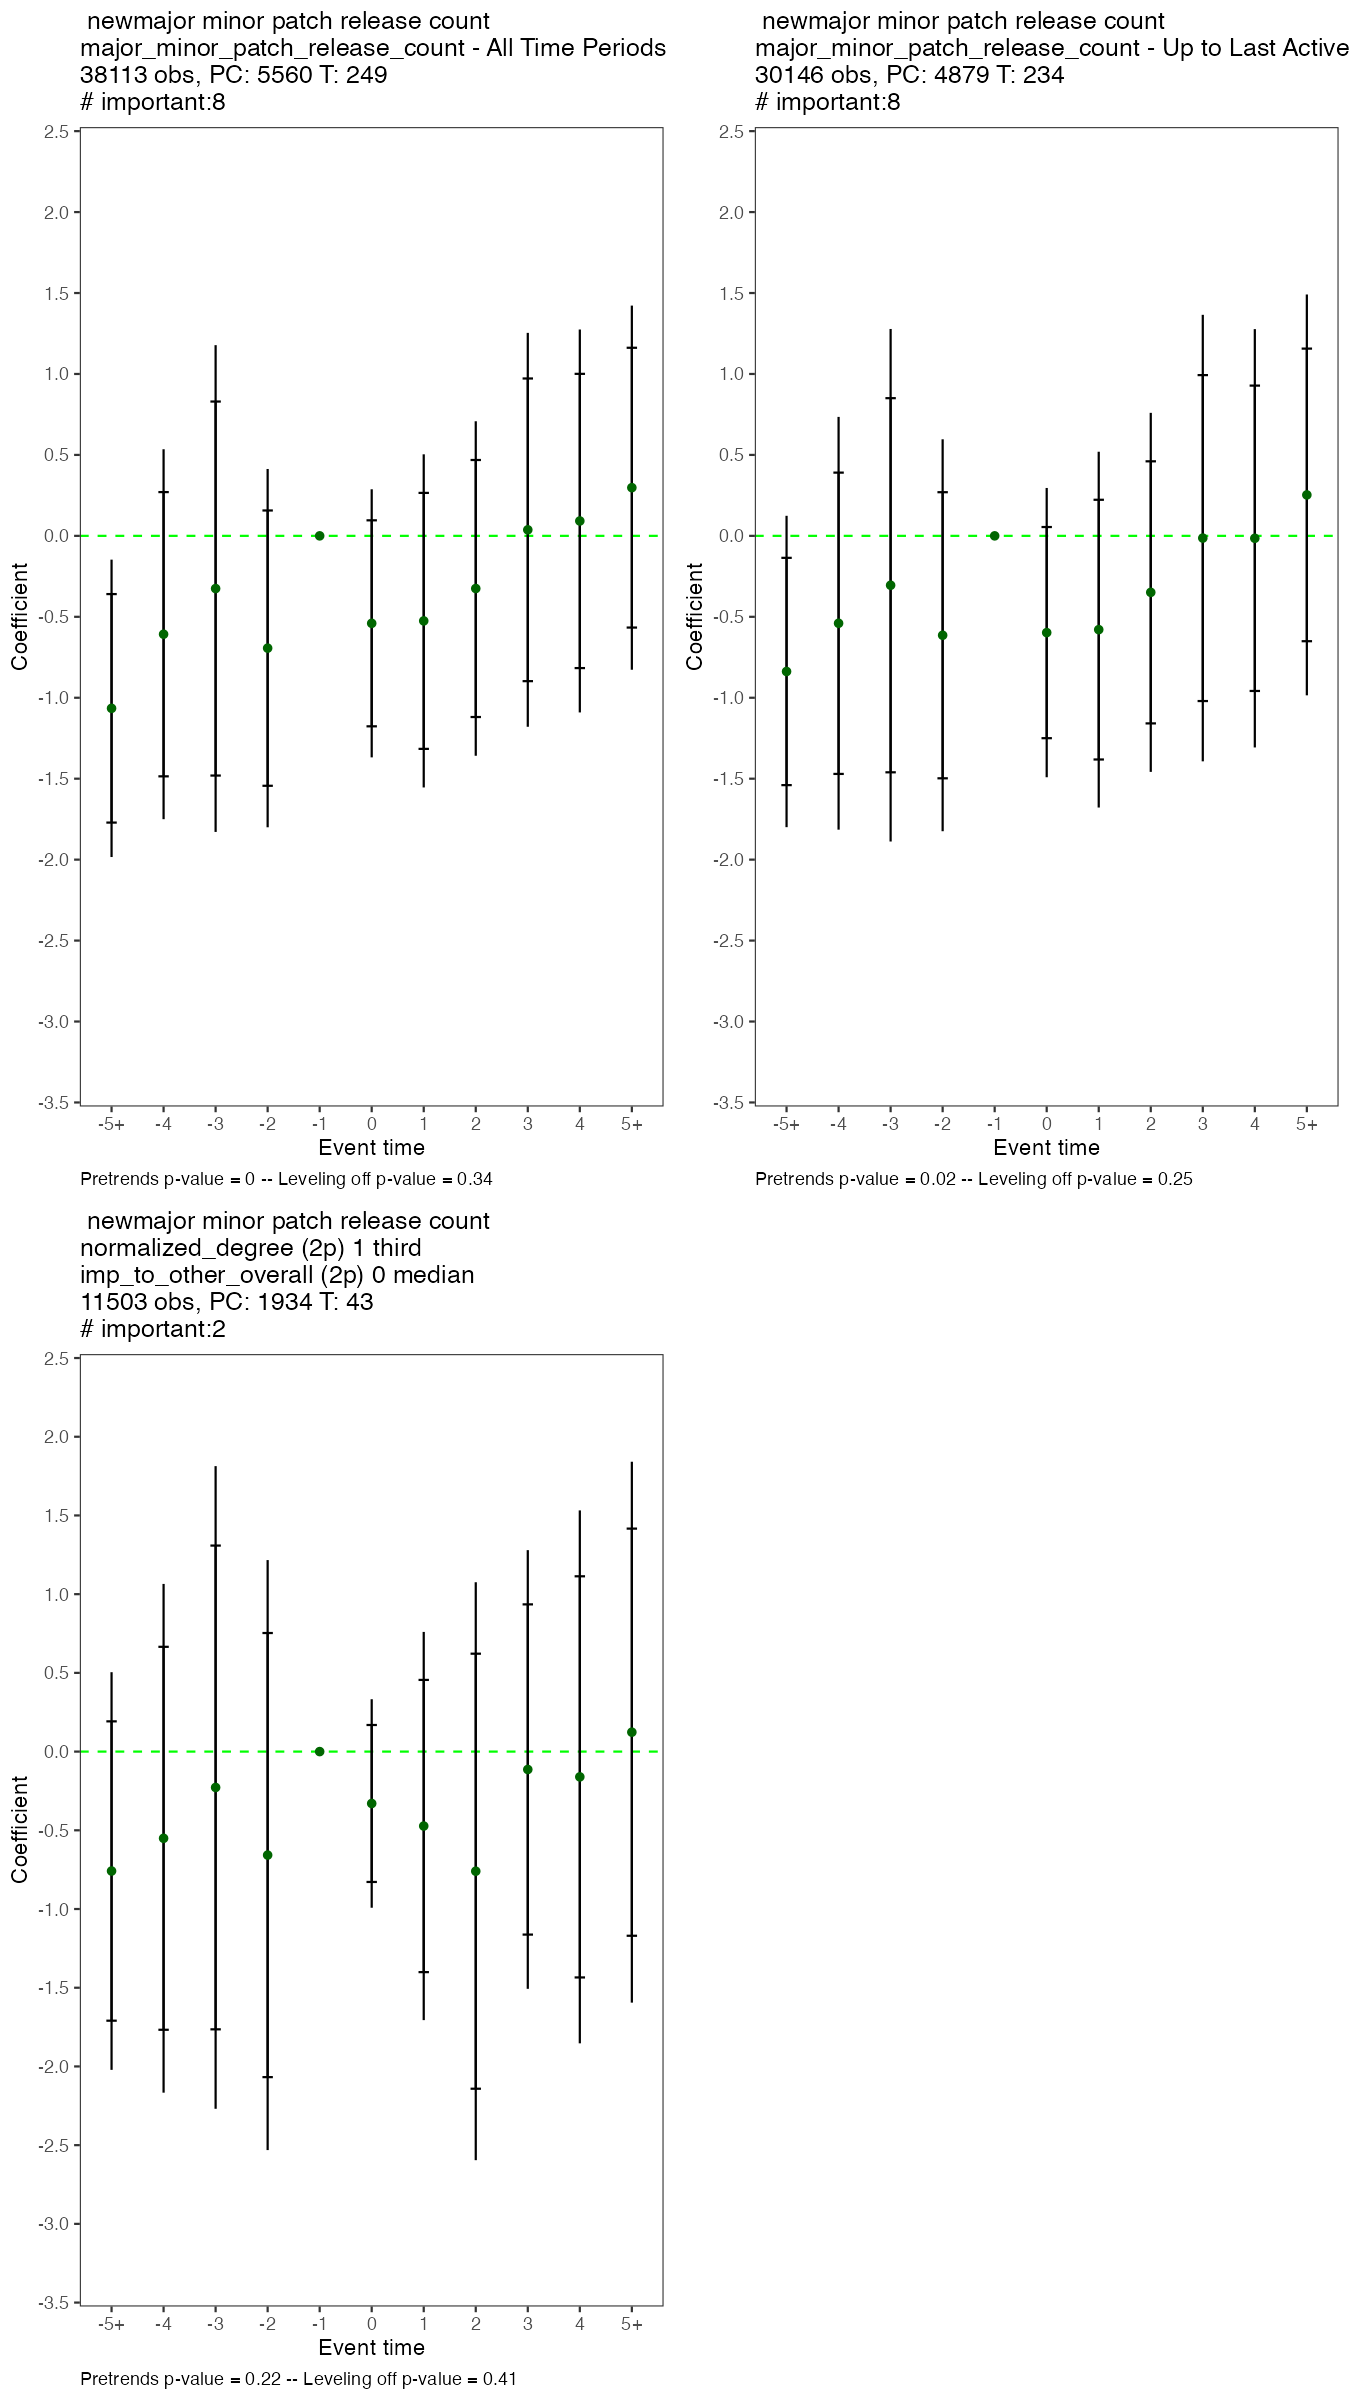 newmajor minor patch release count
major_minor_patch_release_count - All Time Periods
38113 obs, PC: 5560 T: 249
# important:8
2.5
2.0
1.5
1.0
0.5
0.0
-0.5
-1.0
-1.5
-2.0
-2.5
-3.0
-3.5
Coefficient
-5+ -4 -3 -2 -1 0 1 2 3 4 5+
Event time
Pretrends p-value = 0 -- Leveling off p-value = 0.34
newmajor minor patch release count
major_minor_patch_release_count - Up to Last Active
30146 obs, PC: 4879 T: 234
# important:8
2.5
2.0
1.5
1.0
0.5
0.0
-0.5
-1.0
-1.5
-2.0
-2.5
-3.0
-3.5
Coefficient
-5+ -4 -3 -2 -1 0 1 2 3 4 5+
Event time
Pretrends p-value = 0.02 -- Leveling off p-value = 0.25
newmajor minor patch release count
normalized_degree (2p) 1 third
imp_to_other_overall (2p) 0 median
11503 obs, PC: 1934 T: 43
# important:2
2.5
2.0
1.5
1.0
0.5
0.0
-0.5
-1.0
-1.5
-2.0
-2.5
-3.0
-3.5
Coefficient
-5+ -4 -3 -2 -1 0 1 2 3 4 5+
Event time
Pretrends p-value = 0.22 -- Leveling off p-value = 0.41